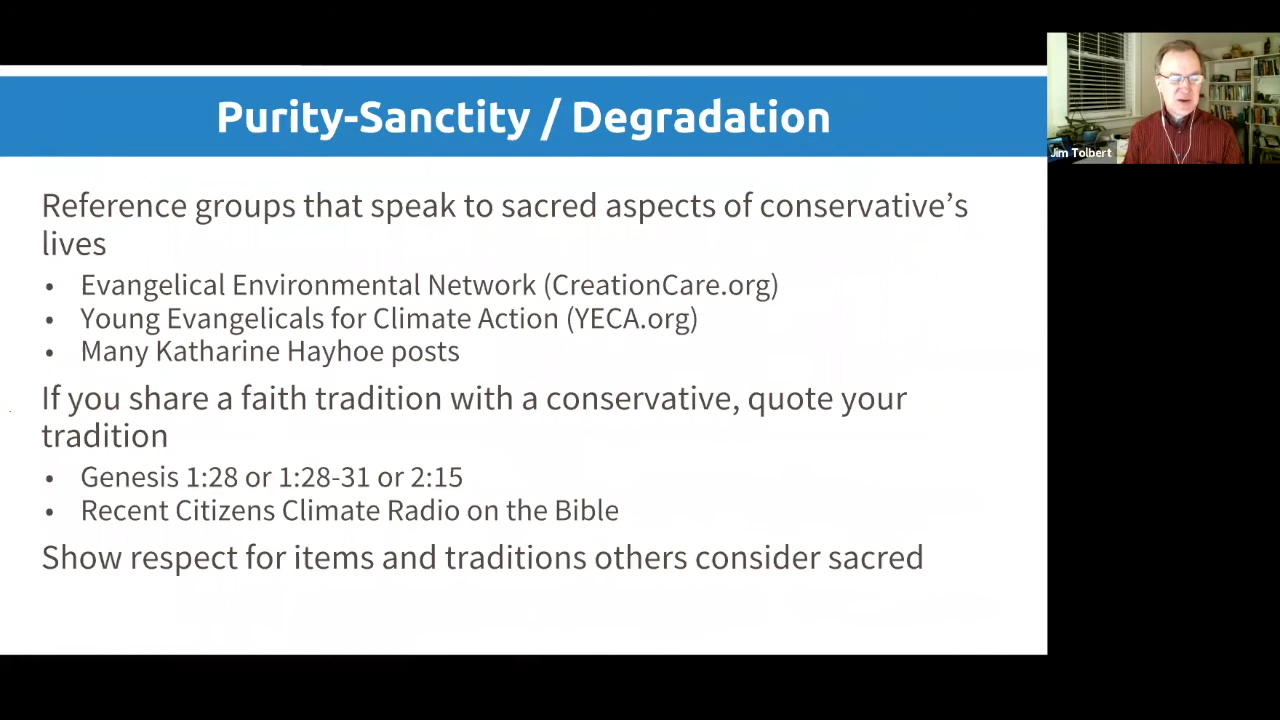 Purity-Sanctity / Degradation
Jim Tolbert
Reference groups that speak to sacred aspects of conservative's
lives
• Evangelical Environmental Network (CreationCare.org)
• Young Evangelicals for Climate Action (YECA.org)
• Many Katharine Hayhoe posts
If you share a faith tradition with a conservative, quote your
tradition
• Genesis 1:28 or 1:28-31 or 2:15
• Recent Citizens Climate Radio on the Bible
Show respect for items and traditions others consider sacred